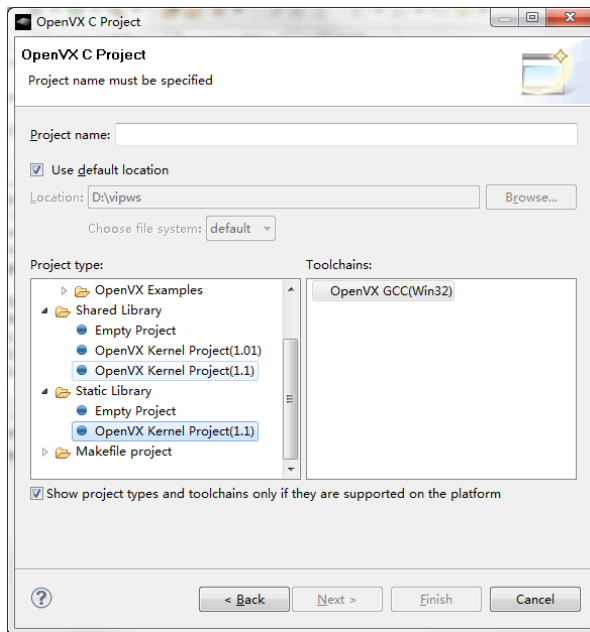 OpenVX C Project
OpenVX C Project
Project name must be specified
Project name:
Use default location
Location: D:\vipws Browse...
Choose file system: default
Project type: Toolchains:
OpenVX Examples OpenVX GCC(Win32)
Shared Library
Empty Project
OpenVX Kernel Project(1.01)
OpenVX Kernel Project(1.1)
Static Library
Empty Project
OpenVX Kernel Project(1.1)
Makefile project
Show project types and toolchains only if they are supported on the platform
? < Back Next > Finish Cancel